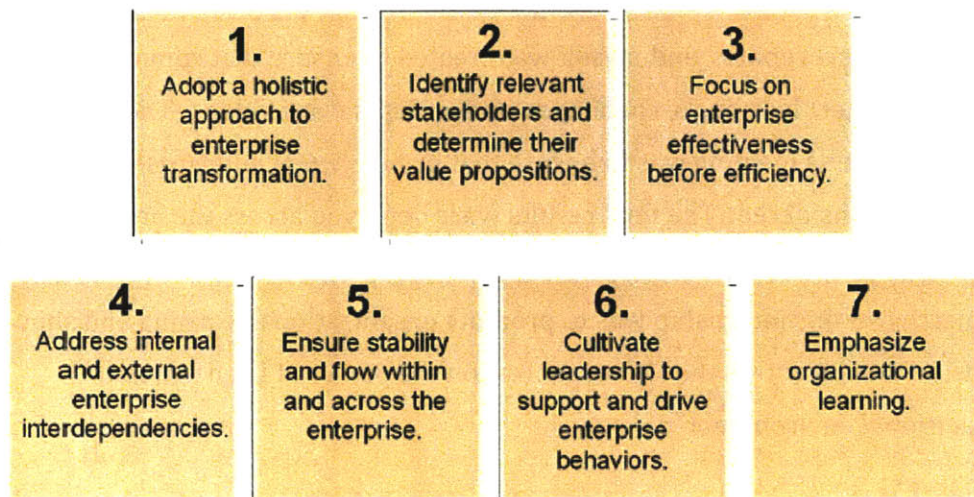 1.
Adopt a holistic
approach to
enterprise
transformation.
2.
Identify relevant
stakeholders and
determine their
value propositions.
3.
Focus on
enterprise
effectiveness
before efficiency.
4.
Address internal
and external
enterprise
interdependencies.
5.
Ensure stability
and flow within
and across the
enterprise.
6.
Cultivate
leadership to
support and drive
enterprise
behaviors.
7.
Emphasize
organizational
learning.